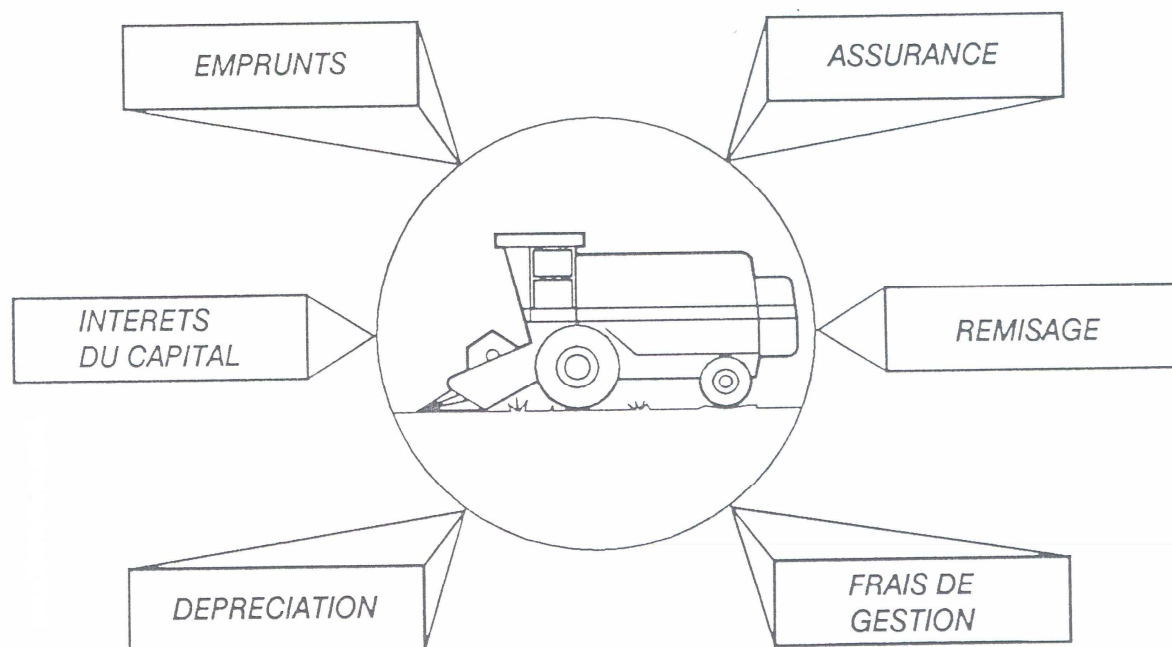 EMPRUNTS
ASSURANCE
INTERETS
DU CAPITAL
REMISAGE
DEPRECIATION
FRAIS DE
GESTION